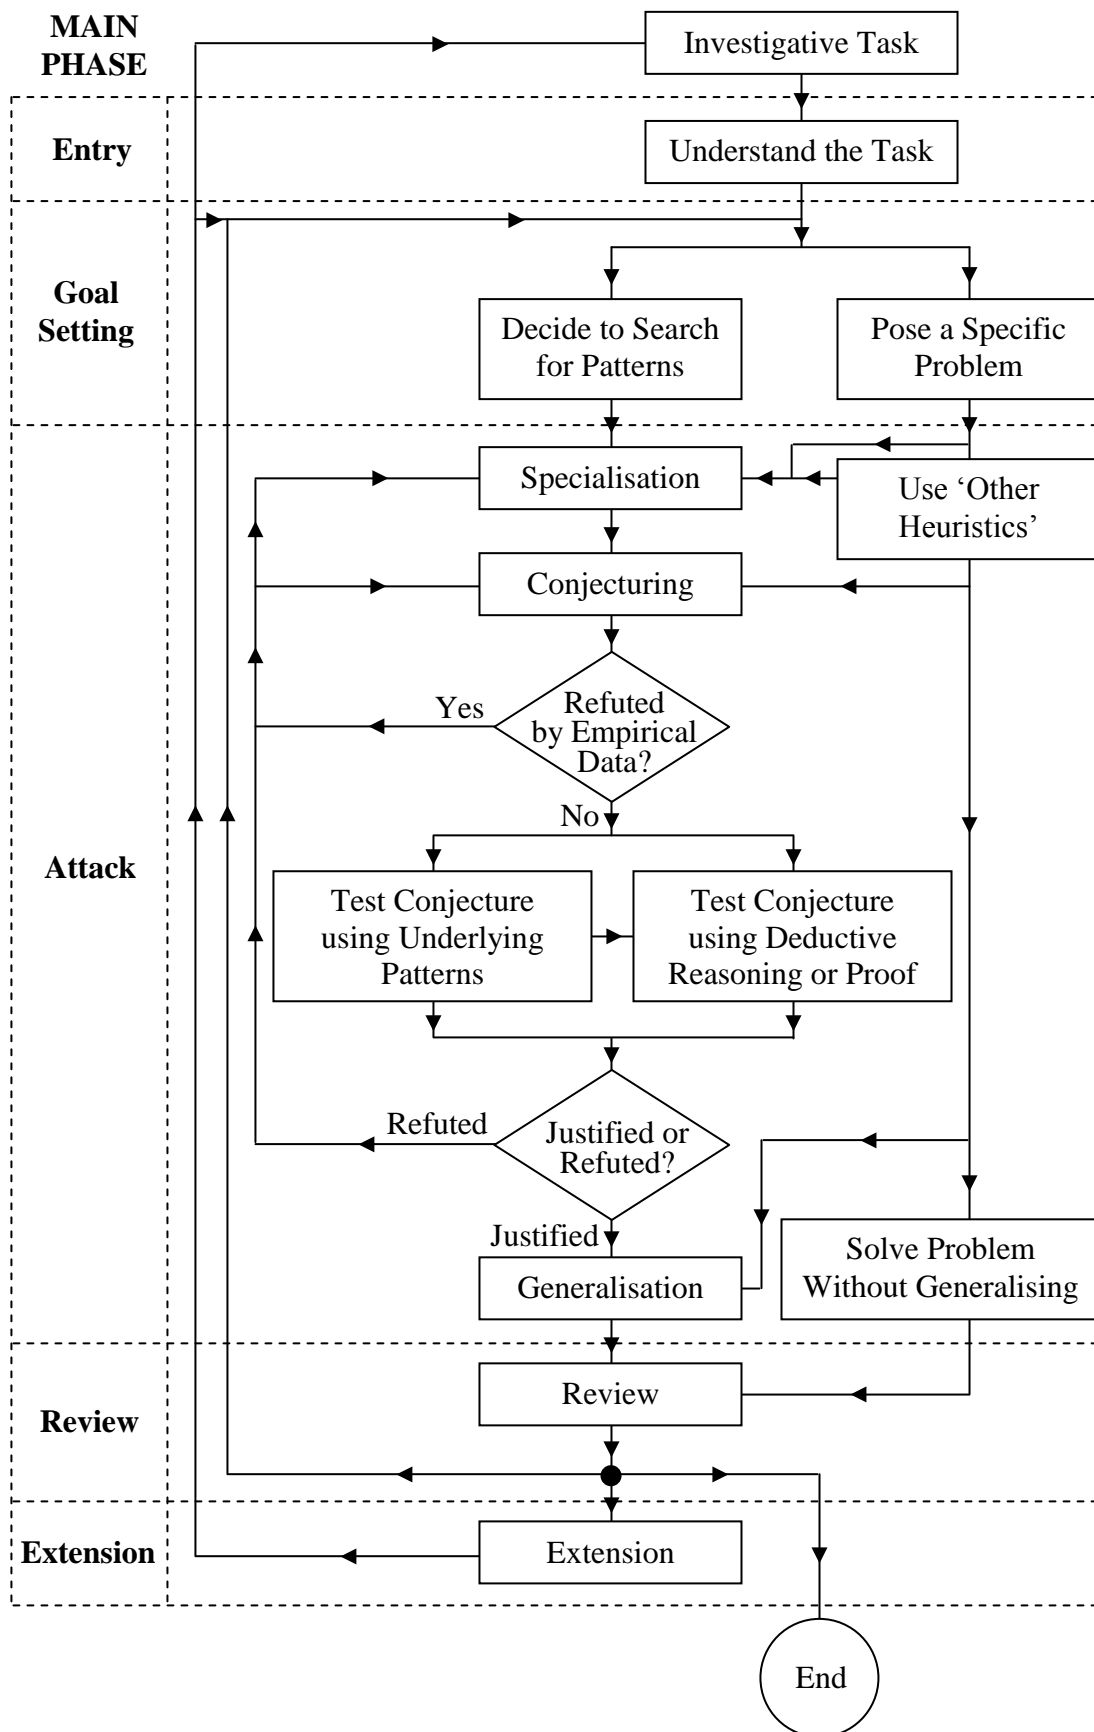 MAIN
PHASE
Investigative Task
Entry
Understand the Task
Goal
Setting
Decide to Search
for Patterns
Pose a Specific
Problem
Attack
Specialisation
Use ‘Other
Heuristics’
Conjecturing
Refuted
by Empirical
Data?
Yes
No
Test Conjecture
using Underlying
Patterns
Test Conjecture
using Deductive
Reasoning or Proof
Justified or
Refuted?
Refuted
Justified
Generalisation
Solve Problem
Without Generalising
Review
Review
Extension
Extension
End